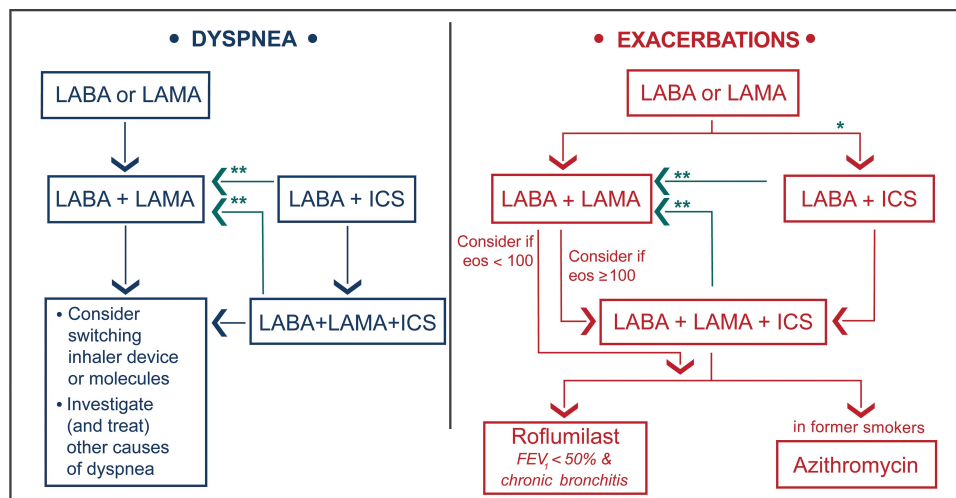 • DYSPNEA •
LABA or LAMA
LABA + LAMA
**
**
LABA + ICS
• Consider
switching
inhaler device
or molecules
• Investigate
(and treat)
other causes
of dyspnea
LABA+LAMA+ICS
• EXACERBATIONS •
LABA or LAMA
*
LABA + LAMA
**
**
LABA + ICS
Consider if
eos < 100
Consider if
eos ≥100
LABA + LAMA + ICS
Roflumilast
FEV₁ < 50% &
chronic bronchitis
in former smokers
Azithromycin